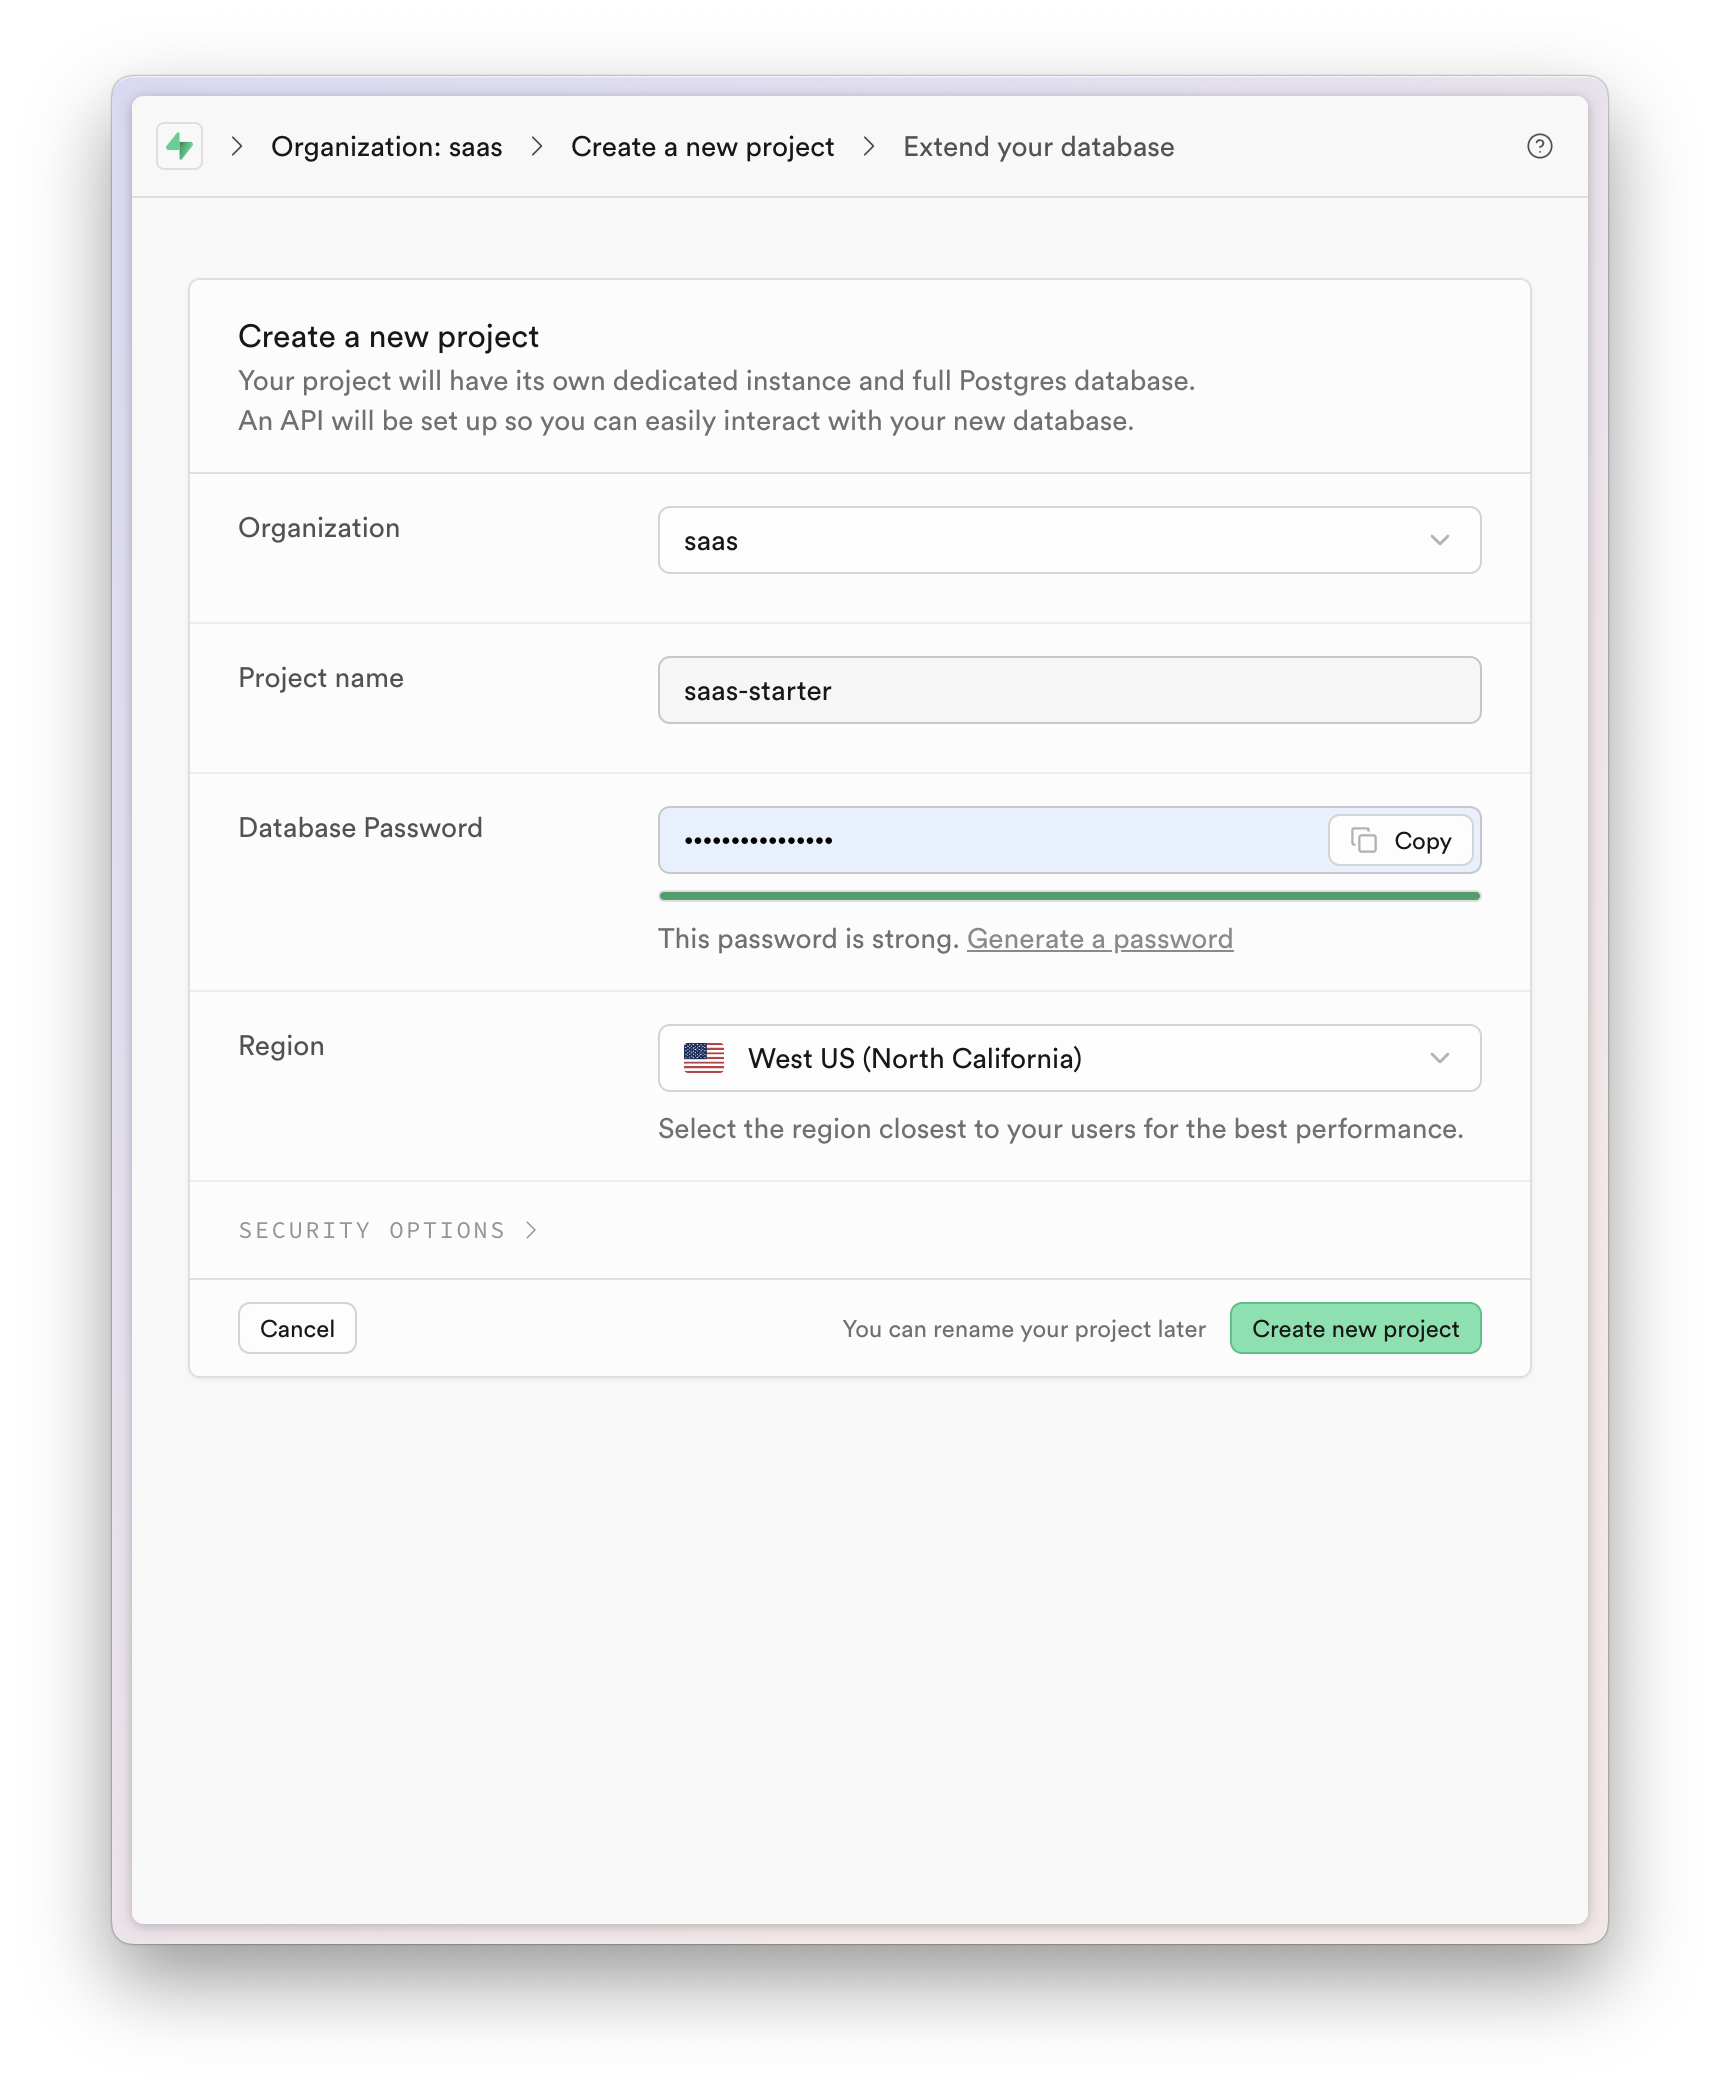 Organization: saas > Create a new project > Extend your database
Create a new project
Your project will have its own dedicated instance and full Postgres database.
An API will be set up so you can easily interact with your new database.
Organization
saas
Project name
saas-starter
Database Password
••••••••••••••••
Copy
This password is strong. Generate a password
Region
West US (North California)
Select the region closest to your users for the best performance.
SECURITY OPTIONS >
Cancel
You can rename your project later
Create new project